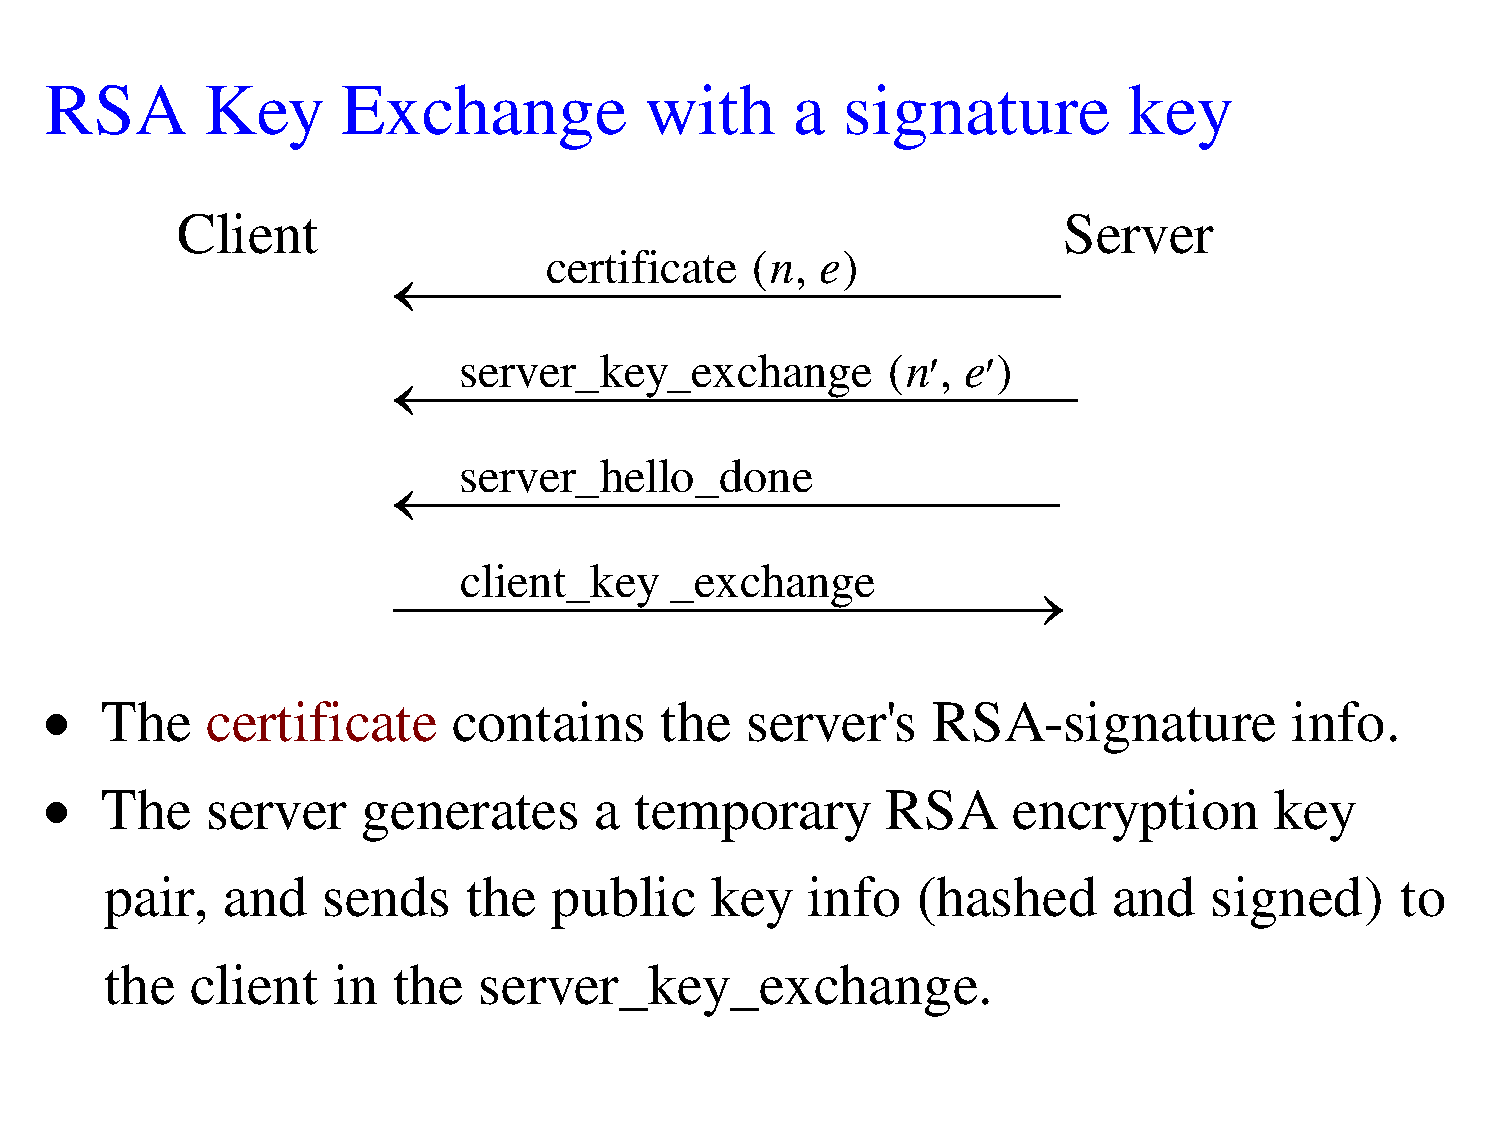 RSA Key Exchange with a signature key
Client Server
certificate (n, e)
server_key_exchange (n′, e′)
server_hello_done
client_key _exchange
• The certificate contains the server's RSA-signature info.
• The server generates a temporary RSA encryption key
pair, and sends the public key info (hashed and signed) to
the client in the server_key_exchange.